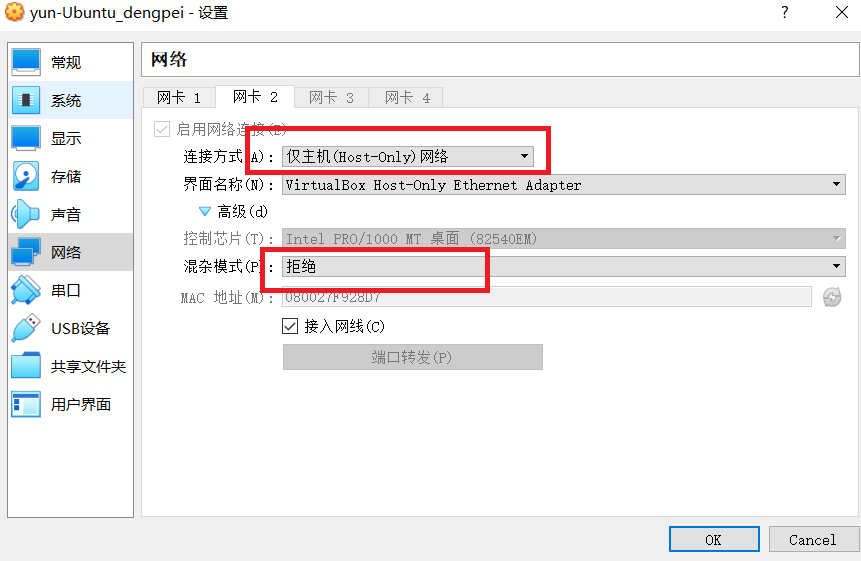 yun-Ubuntu_dengpei - 设置 ?
常规
系统
显示
存储
声音
网络
串口
USB设备
共享文件夹
用户界面
网络
网卡 1 网卡 2 网卡 3 网卡 4
启用网络连接(E)
连接方式(A): 仅主机(Host-Only)网络
界面名称(N): VirtualBox Host-Only Ethernet Adapter
高级(d)
控制芯片(T): Intel PRO/1000 MT 桌面 (82540EM)
混杂模式(P): 拒绝
MAC 地址(M): 080027F928D7
接入网线(C)
端口转发(P)
OK Cancel